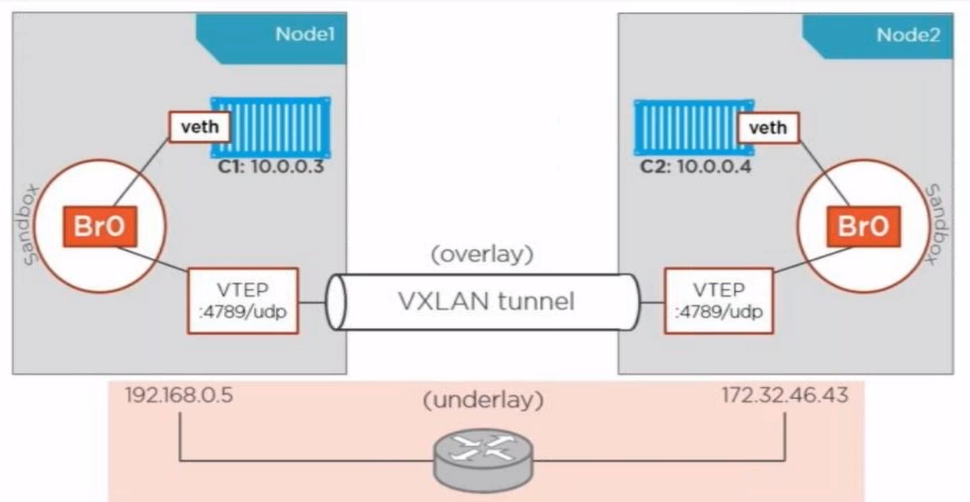 Node1
Node2
veth
veth
C1: 10.0.0.3
C2: 10.0.0.4
Sandbox
Br0
Br0
Sandbox
(overlay)
VTEP
:4789/udp
VXLAN tunnel
VTEP
:4789/udp
192.168.0.5
(underlay)
172.32.46.43